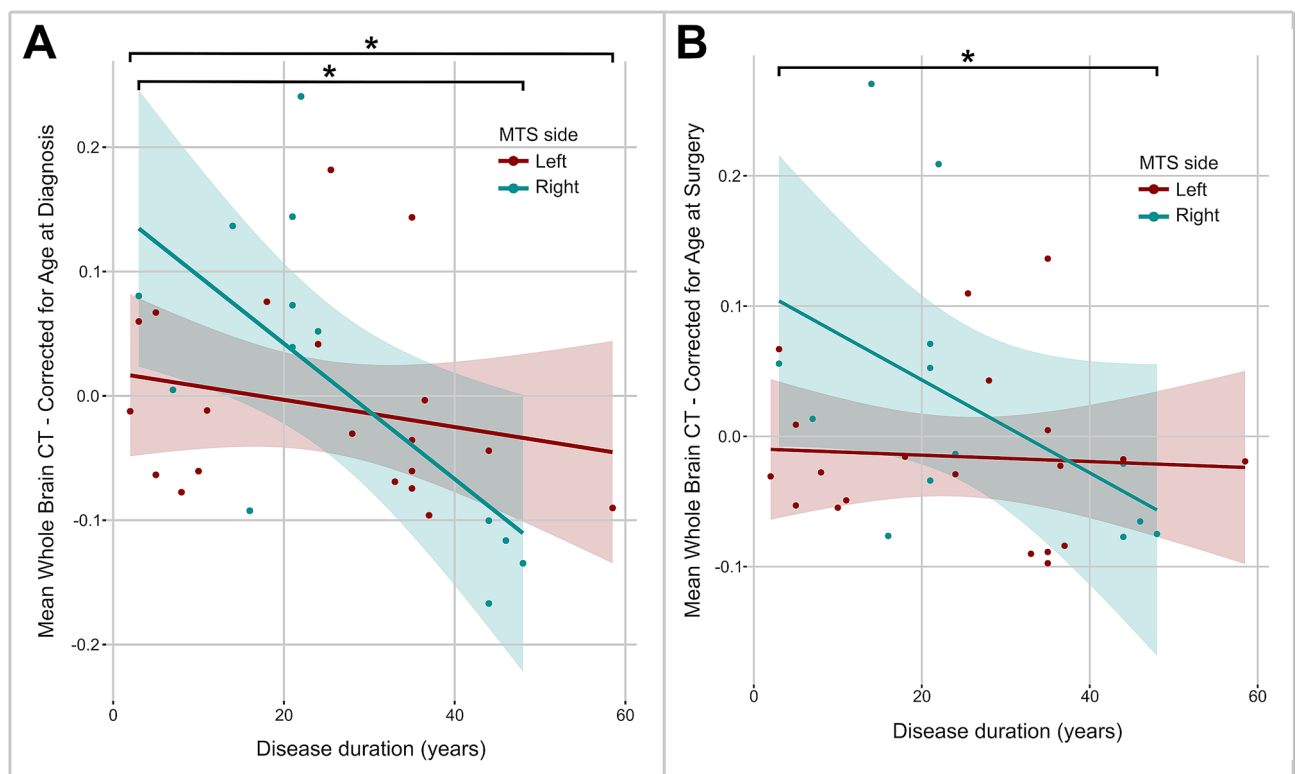 A
*
*
Mean Whole Brain CT - Corrected for Age at Diagnosis
0.2
0.1
0.0
-0.1
-0.2
MTS side
Left
Right
0
20
40
60
Disease duration (years)
B
*
Mean Whole Brain CT - Corrected for Age at Surgery
0.2
0.1
0.0
-0.1
MTS side
Left
Right
0
20
40
60
Disease duration (years)